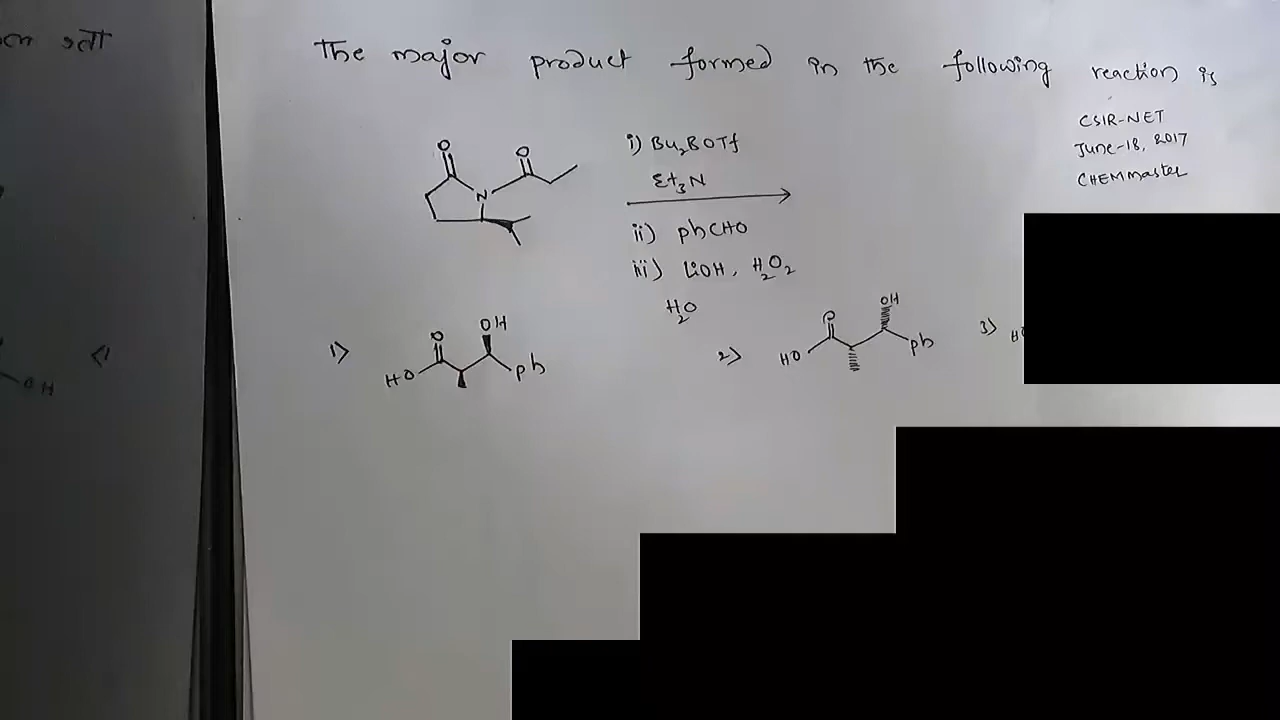 The major product formed in the following reaction is
CSIR-NET
June-18, 2017
CHEMmaster
O
O
N
i) Bu2BOTf
Et3N
ii) phCHO
iii) LiOH, H2O2
H2O
1)
HO
O
OH
ph
2)
HO
O
OH
ph
3)
OH